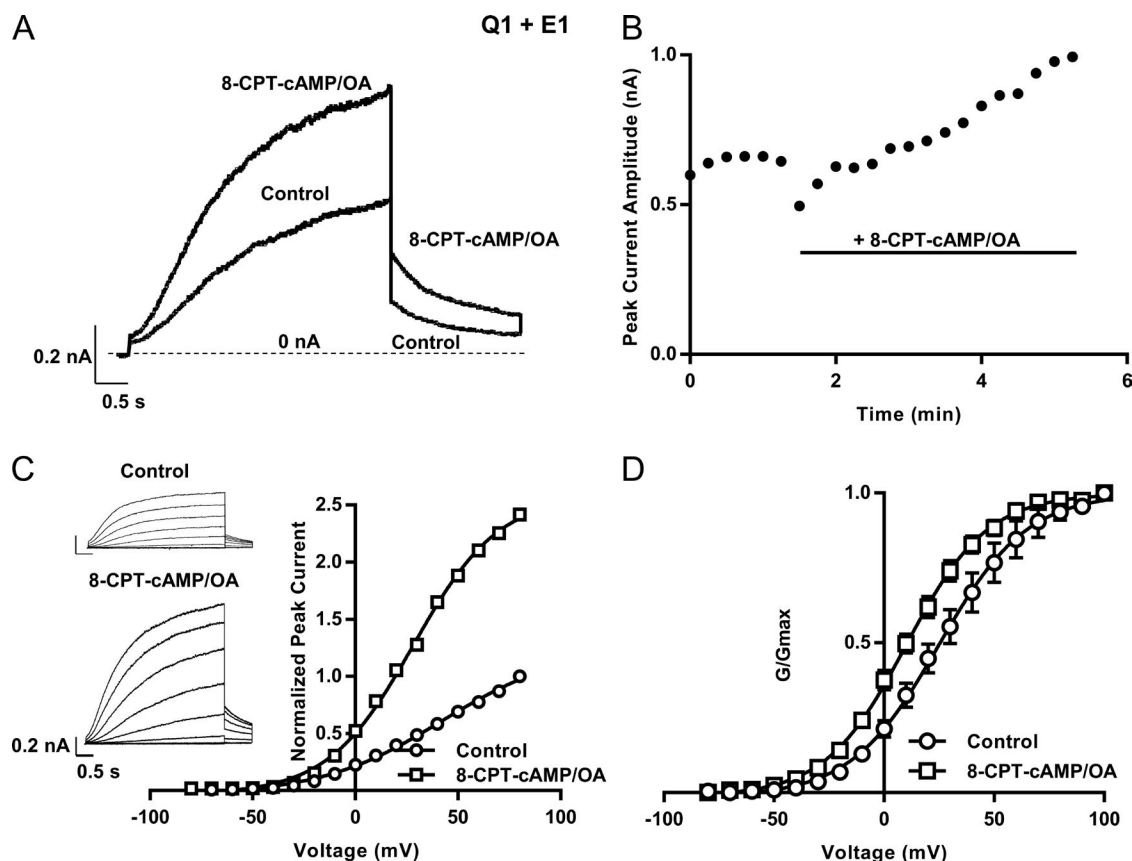 A
Q1 + E1
8-CPT-cAMP/OA
Control
8-CPT-cAMP/OA
0 nA
Control
0.2 nA
0.5 s
B
Peak Current Amplitude (nA)
1.0
0.5
0.0
+ 8-CPT-cAMP/OA
0 2 4 6
Time (min)
C
Control
8-CPT-cAMP/OA
0.2 nA
0.5 s
Normalized Peak Current
2.5
2.0
1.5
1.0
0.5
Control
8-CPT-cAMP/OA
-100 -50 0 50 100
Voltage (mV)
D
G/Gmax
1.0
0.5
Control
8-CPT-cAMP/OA
-100 -50 0 50 100
Voltage (mV)